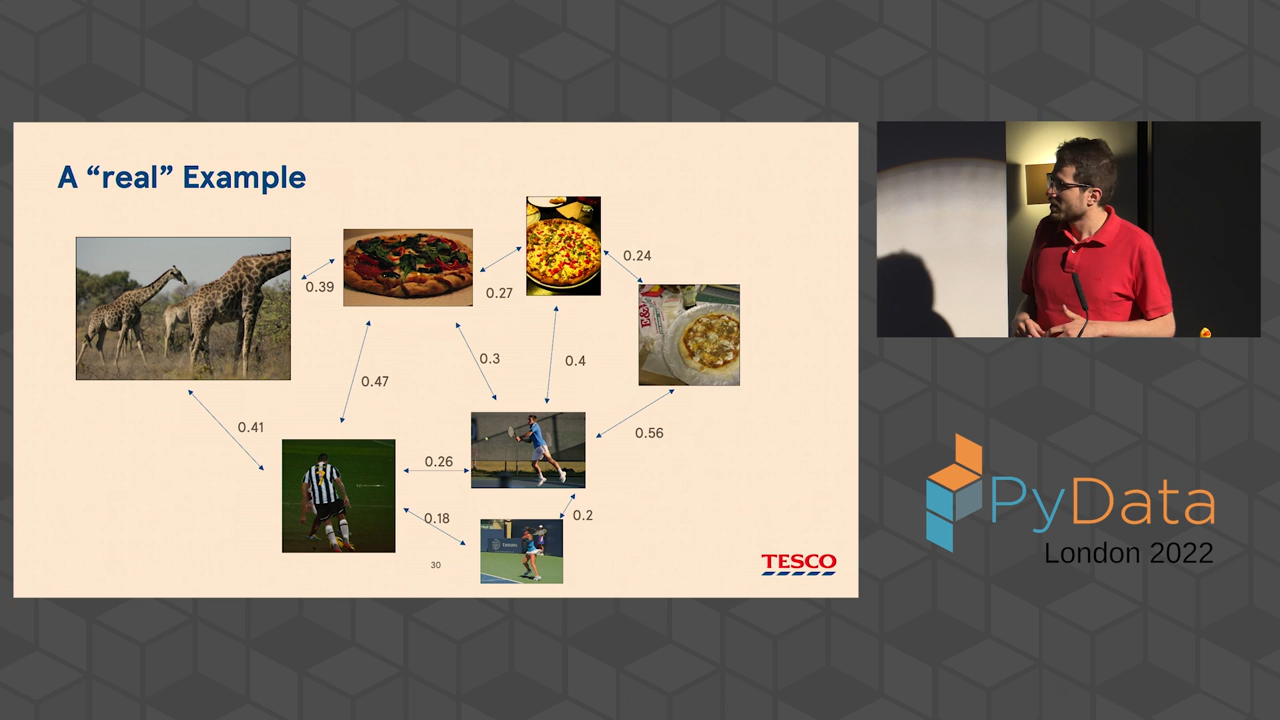 A “real” Example
0.39
0.27
0.24
0.3
0.4
0.47
0.41
0.56
0.26
0.18
0.2
30
TESCO
E&
Emirates
PyData
London 2022